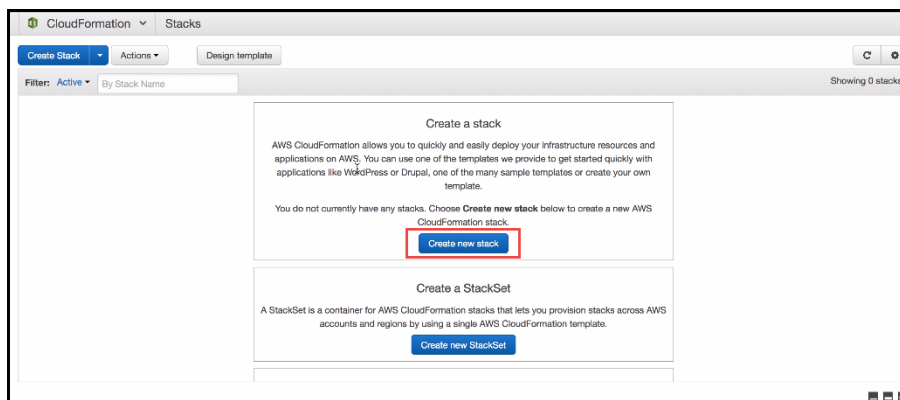 CloudFormation Stacks
Create Stack Actions Design template
Filter: Active By Stack Name Showing 0 stacks
Create a stack
AWS CloudFormation allows you to quickly and easily deploy your infrastructure resources and
applications on AWS. You can use one of the templates we provide to get started quickly with
applications like WordPress or Drupal, one of the many sample templates or create your own
template.
You do not currently have any stacks. Choose Create new stack below to create a new AWS
CloudFormation stack.
Create new stack
Create a StackSet
A StackSet is a container for AWS CloudFormation stacks that lets you provision stacks across AWS
accounts and regions by using a single AWS CloudFormation template.
Create new StackSet